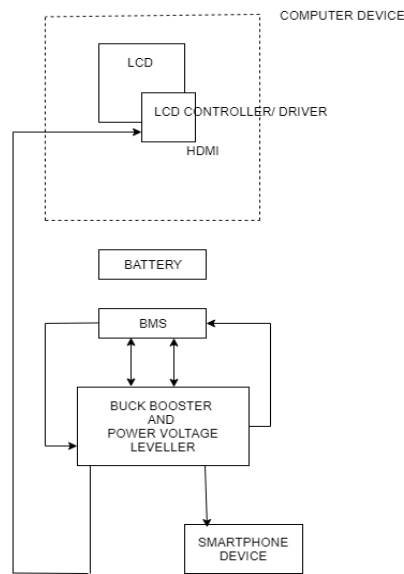 COMPUTER DEVICE
LCD
LCD CONTROLLER/ DRIVER
HDMI
BATTERY
BMS
BUCK BOOSTER
AND
POWER VOLTAGE
LEVELLER
SMARTPHONE
DEVICE